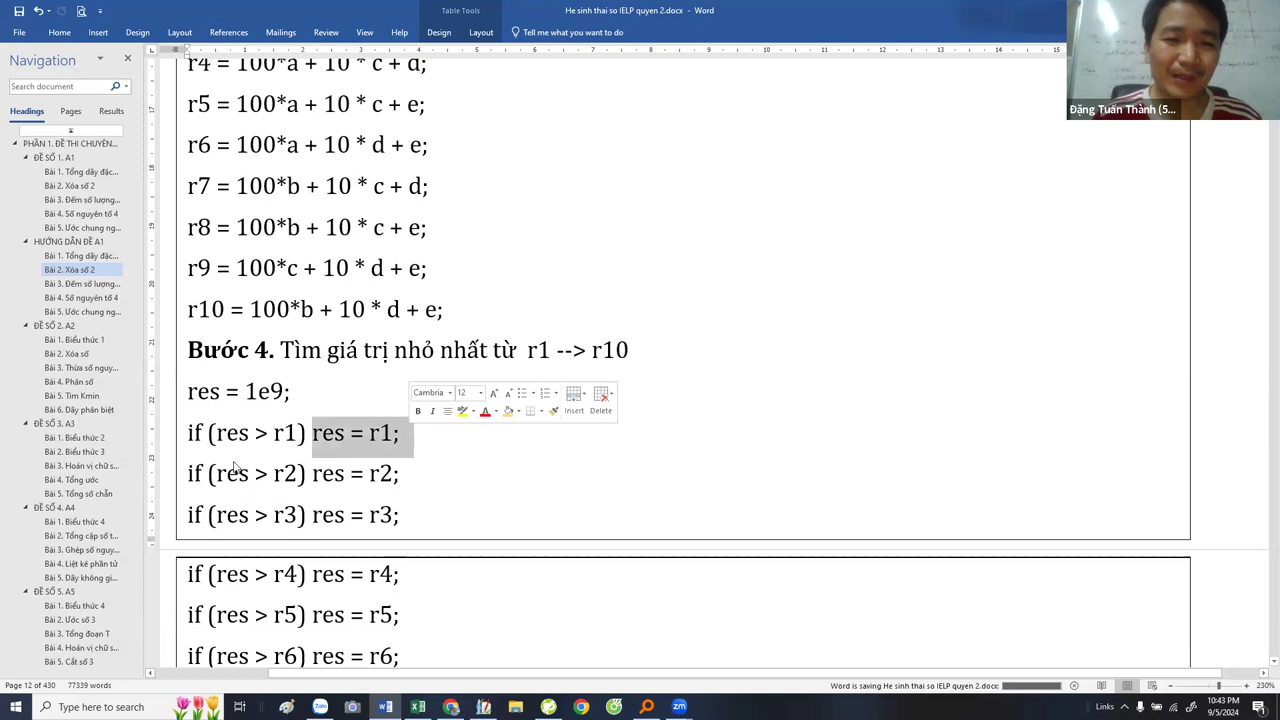 Table Tools
He sinh thai so IELP quyen 2.docx - Word
File Home Insert Design Layout References Mailings Review View Help Design Layout Tell me what you want to do
Navigation
Search document
Headings Pages Results
PHẦN 1. ĐỀ THI CHUYÊN...
ĐỀ SỐ 1. A1
Bài 1. Tổng dãy đặc...
Bài 2. Xóa số 2
Bài 3. Đếm số lượng...
Bài 4. Số nguyên tố 4
Bài 5. Ước chung ng...
HƯỚNG DẪN ĐỀ A1
Bài 1. Tổng dãy đặc...
Bài 2. Xóa số 2
Bài 3. Đếm số lượng...
Bài 4. Số nguyên tố 4
Bài 5. Ước chung ng...
ĐỀ SỐ 2. A2
Bài 1. Biểu thức 1
Bài 2. Xóa số
Bài 3. Đếm số nguy...
Bài 4. Phân số
Bài 5. Tìm Kmin
Bài 6. Dãy phân biệt
ĐỀ SỐ 3. A3
Bài 1. Biểu thức 2
Bài 2. Biểu thức 3
Bài 3. Hoán vị chữ s...
Bài 4. Tổng ước
Bài 5. Tổng số chẵn
ĐỀ SỐ 4. A4
Bài 1. Biểu thức 4
Bài 2. Tổng cặp số t...
Bài 3. Ghép số nguy...
Bài 4. Liệt kê phần tử
Bài 5. Dãy không gi...
ĐỀ SỐ 5. A5
Bài 1. Biểu thức 4
Bài 2. Ước số 3
Bài 3. Tổng đoạn T
Bài 4. Hoán vị chữ s...
Bài 5. Cắt số 3
r4 = 100*a + 10 * c + d;
r5 = 100*a + 10 * c + e;
r6 = 100*a + 10 * d + e;
r7 = 100*b + 10 * c + d;
r8 = 100*b + 10 * c + e;
r9 = 100*c + 10 * d + e;
r10 = 100*b + 10 * d + e;
Bước 4. Tìm giá trị nhỏ nhất từ r1 --> r10
res = 1e9;
if (res > r1) res = r1;
if (res > r2) res = r2;
if (res > r3) res = r3;
if (res > r4) res = r4;
if (res > r5) res = r5;
if (res > r6) res = r6;
Cambria 12
B I Insert Delete
Đặng Tuấn Thành (5...
Page 12 of 430 77339 words
Word is saving He sinh thai so IELP quyen 2.docx
230%
Type here to search
Links
10:43 PM
9/5/2024